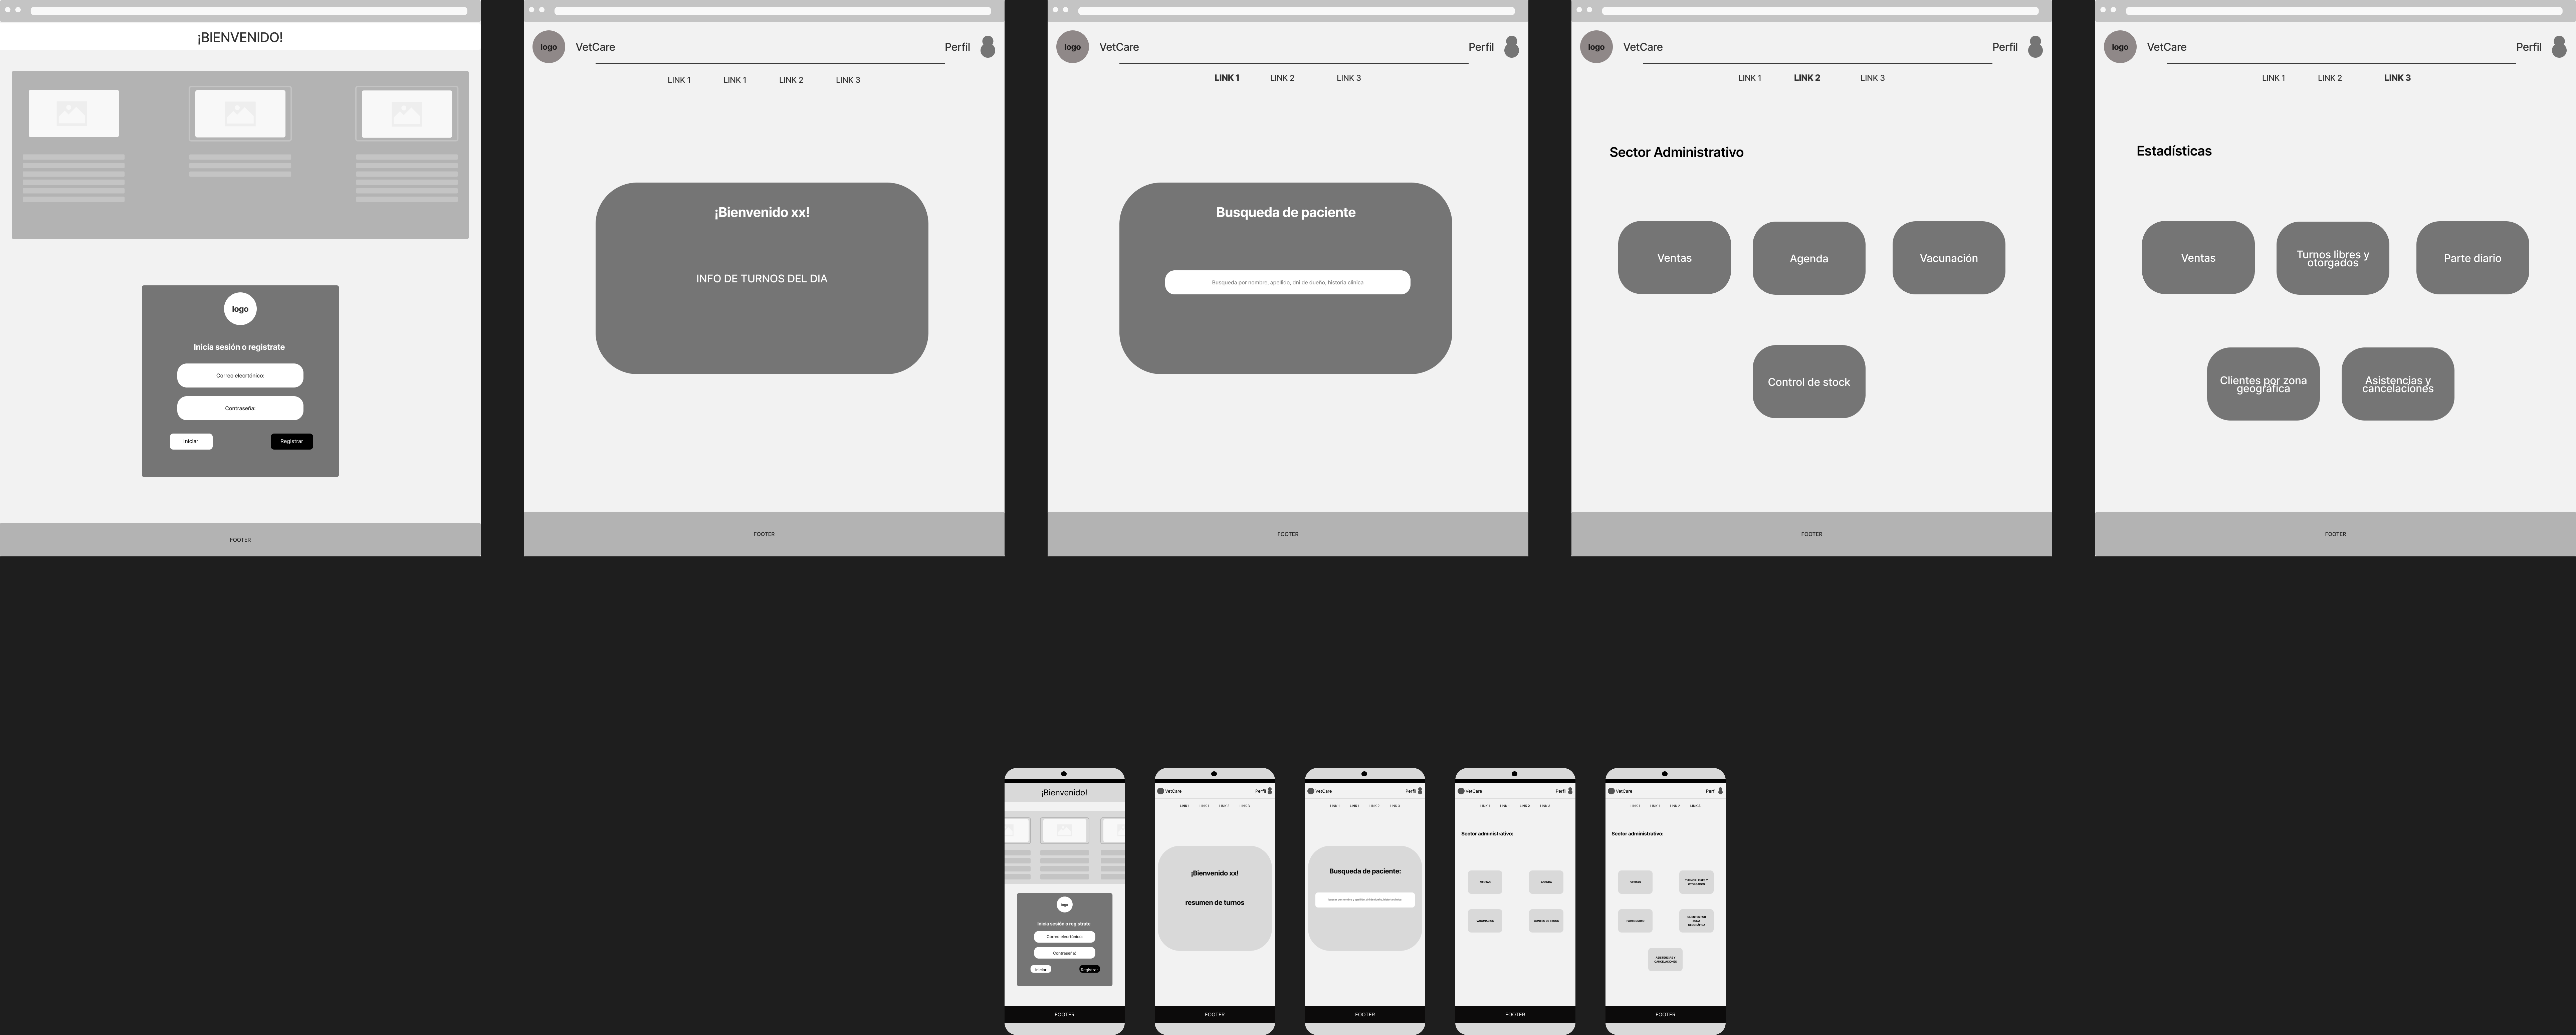 ¡BIENVENIDO!
logo
Inicia sesión o registrate
Correo elecrtónico:
Contraseña:
Iniciar
Registrar
FOOTER
logo
VetCare
Perfil
LINK 1
LINK 1
LINK 2
LINK 3
¡Bienvenido xx!
INFO DE TURNOS DEL DIA
FOOTER
logo
VetCare
Perfil
LINK 1
LINK 2
LINK 3
Busqueda de paciente
Busqueda por nombre, apellido, dni de dueño, historia clinica
FOOTER
logo
VetCare
Perfil
LINK 1
LINK 2
LINK 3
Sector Administrativo
Ventas
Agenda
Vacunación
Control de stock
FOOTER
logo
VetCare
Perfil
LINK 1
LINK 2
LINK 3
Estadísticas
Ventas
Turnos libres y
otorgados
Parte diario
Clientes por zona
geográfica
Asistencias y
cancelaciones
FOOTER
¡Bienvenido!
logo
Inicia sesión o registrate
Correo elecrtónico:
Contraseña:
Iniciar
Registrar
FOOTER
VetCare
Perfil
LINK 1
LINK 1
LINK 2
LINK 3
¡Bienvenido xx!
resumen de turnos
FOOTER
VetCare
Perfil
LINK 1
LINK 1
LINK 2
LINK 3
Busqueda de paciente:
FOOTER
VetCare
Perfil
LINK 1
LINK 1
LINK 2
LINK 3
Sector administrativo:
VENTAS
AGENDA
VACUNACION
CONTRO DE STOCK
FOOTER
VetCare
Perfil
LINK 1
LINK 1
LINK 2
LINK 3
Sector administrativo:
VENTAS
TURNOS LIBRES Y
OTORGADOS
PARTE DIARIO
CLIENTES POR
ZONA
GEOGRAFICA
ASISTENCIAS Y
CANCELACIONES
FOOTER